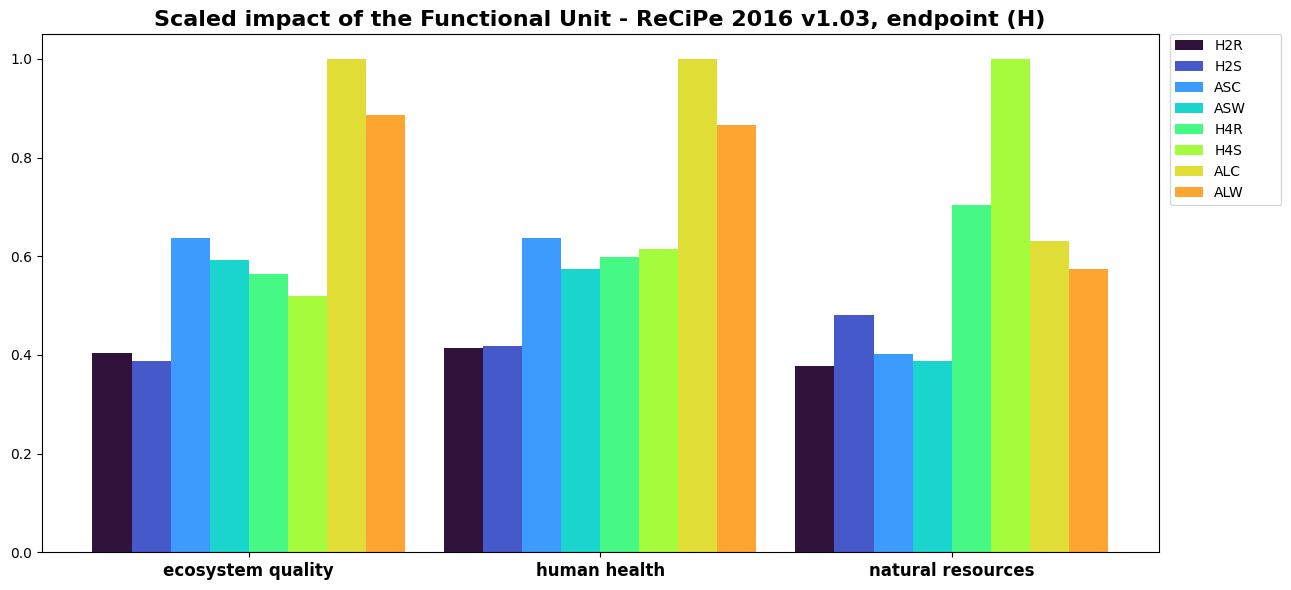 Scaled impact of the Functional Unit - ReCiPe 2016 v1.03, endpoint (H)
1.0
0.8
0.6
0.4
0.2
0.0
ecosystem quality
human health
natural resources
H2R
H2S
ASC
ASW
H4R
H4S
ALC
ALW